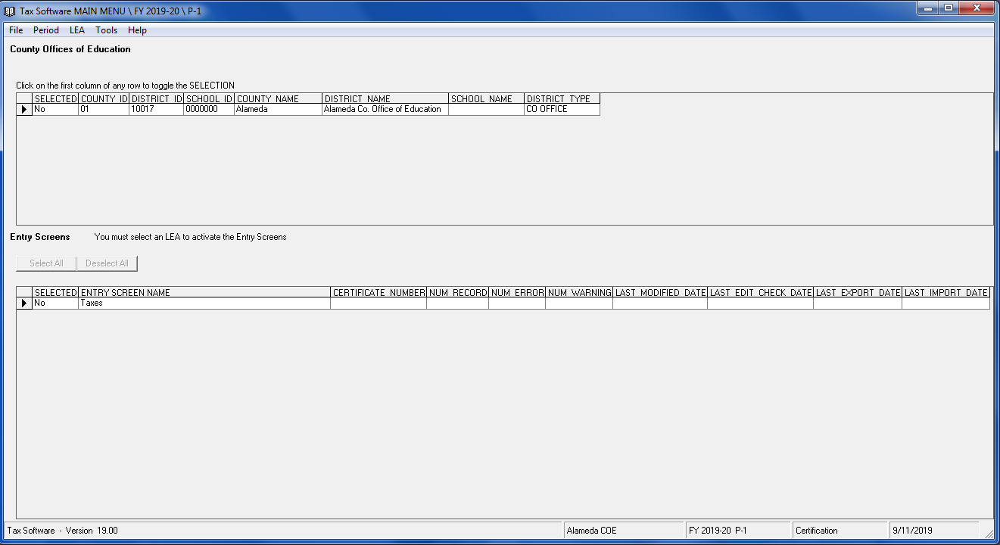 Tax Software MAIN MENU \ FY 2019-20 \ P-1
File Period LEA Tools Help
County Offices of Education
Click on the first column of any row to toggle the SELECTION
SELECTED COUNTY_ID DISTRICT_ID SCHOOL_ID COUNTY_NAME DISTRICT_NAME SCHOOL_NAME DISTRICT_TYPE
No 01 10017 0000000 Alameda Alameda Co. Office of Education CO OFFICE
Entry Screens You must select an LEA to activate the Entry Screens
Select All Deselect All
SELECTED ENTRY SCREEN NAME CERTIFICATE_NUMBER NUM_RECORD NUM_ERROR NUM_WARNING LAST_MODIFIED_DATE LAST_EDIT_CHECK_DATE LAST_EXPORT_DATE LAST_IMPORT_DATE
No Taxes
Tax Software - Version 19.00 Alameda COE FY 2019-20 P-1 Certification 9/11/2019